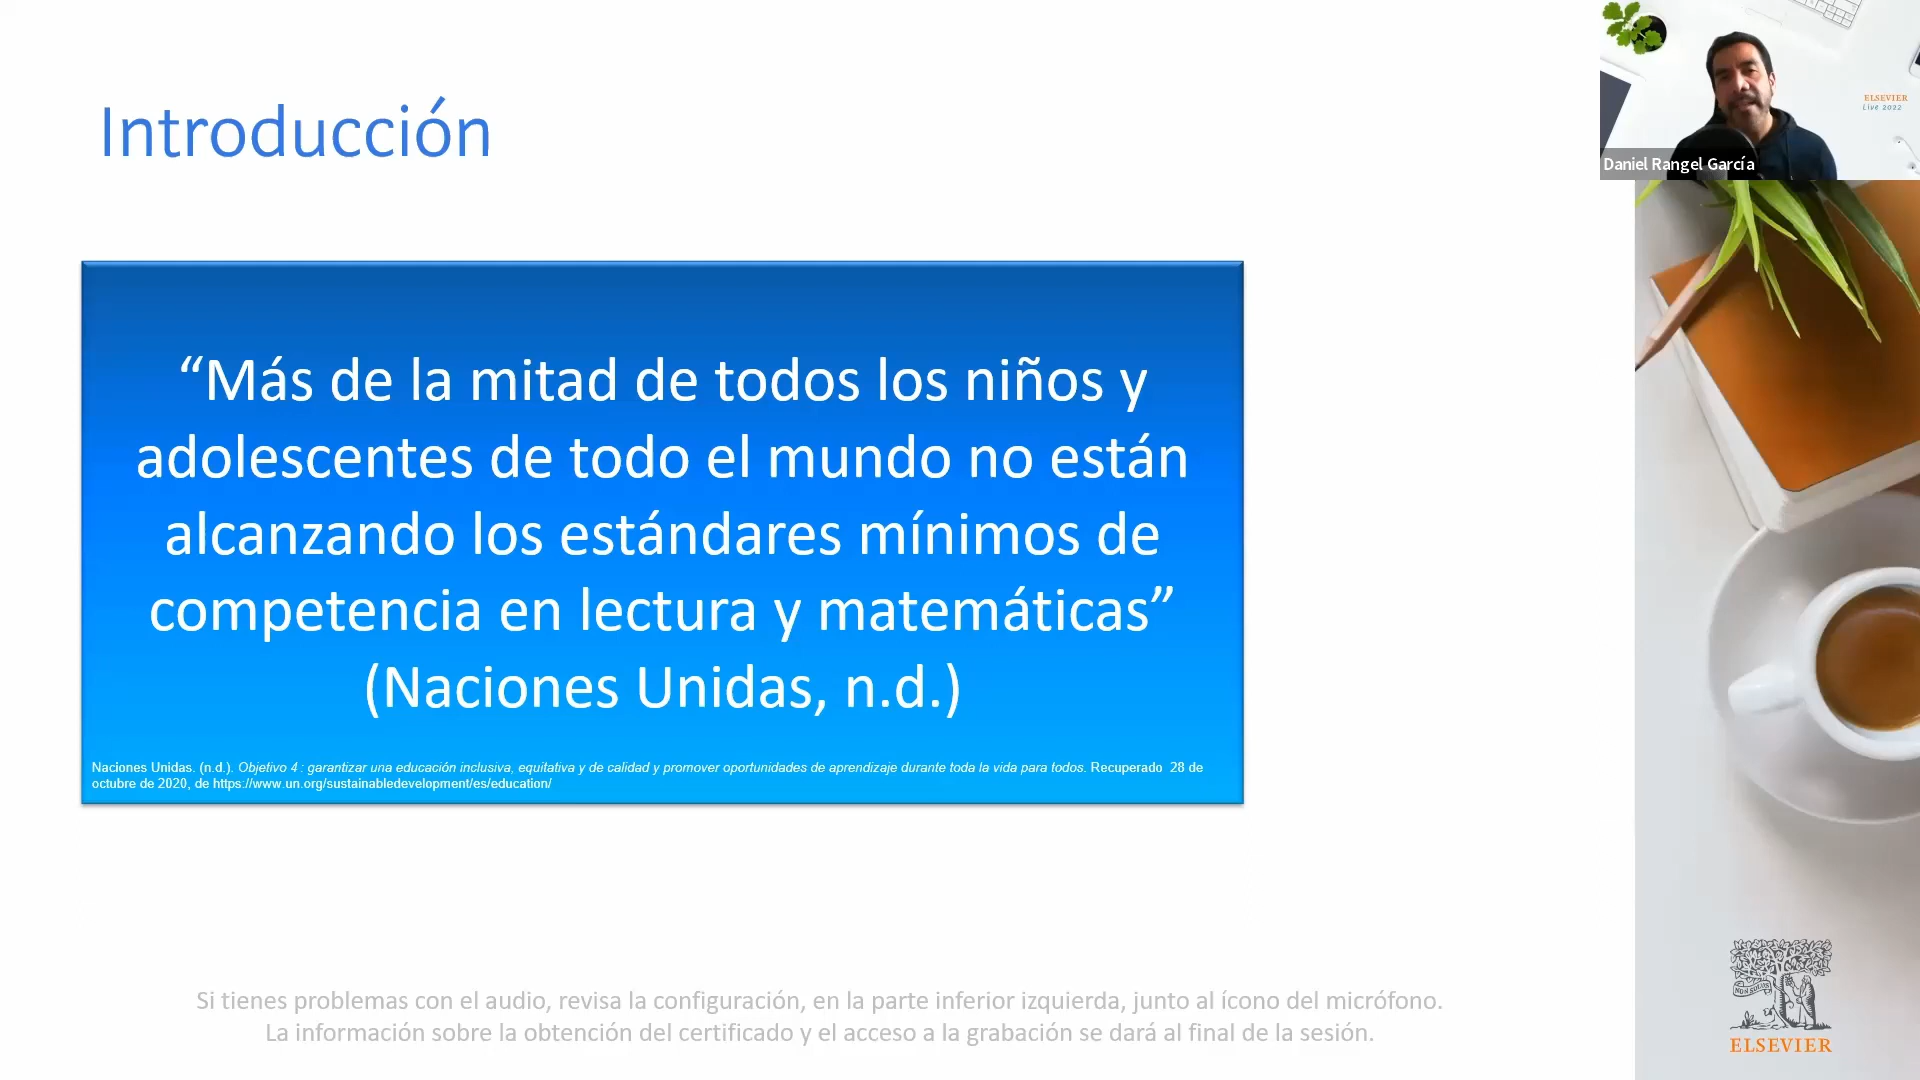 Introducción
ELSEVIER
Live 2022
Daniel Rangel García
“Más de la mitad de todos los niños y
adolescentes de todo el mundo no están
alcanzando los estándares mínimos de
competencia en lectura y matemáticas”
(Naciones Unidas, n.d.)
Naciones Unidas. (n.d.). Objetivo 4 : garantizar una educación inclusiva, equitativa y de calidad y promover oportunidades de aprendizaje durante toda la vida para todos. Recuperado 28 de
octubre de 2020, de https://www.un.org/sustainabledevelopment/es/education/
Si tienes problemas con el audio, revisa la configuración, en la parte inferior izquierda, junto al ícono del micrófono.
La información sobre la obtención del certificado y el acceso a la grabación se dará al final de la sesión.
NON SOLUS
ELSEVIER